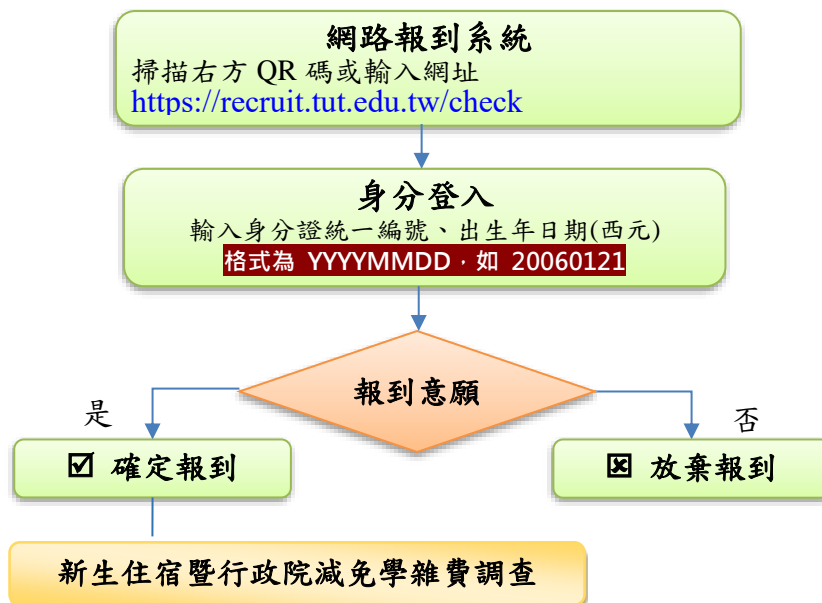 網路報到系統
掃描右方 QR 碼或輸入網址
https://recruit.tut.edu.tw/check
身分登入
輸入身分證統一編號、出生年日期(西元)
格式為 YYYYMMDD，如 20060121
報到意願
是
否
☑ 確定報到
☒ 放棄報到
新生住宿暨行政院減免學雜費調查